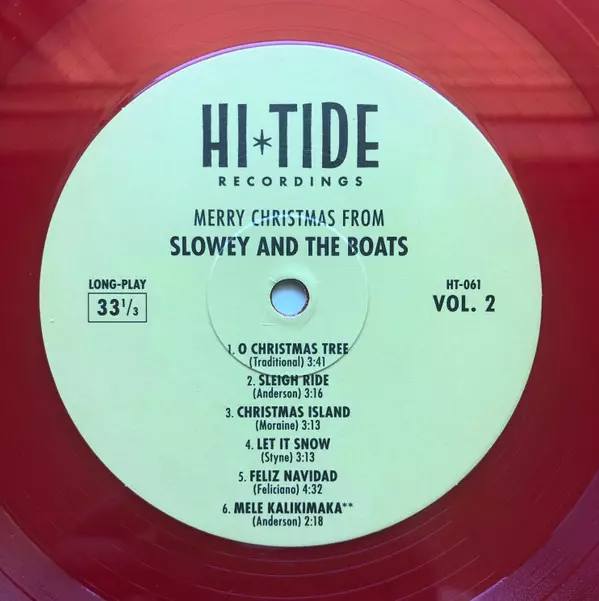 HI*TIDE
RECORDINGS
MERRY CHRISTMAS FROM
SLOWEY AND THE BOATS
LONG-PLAY
33 1/3
HT-061
VOL. 2
1. O CHRISTMAS TREE
(Traditional) 3:41
2. SLEIGH RIDE
(Anderson) 3:16
3. CHRISTMAS ISLAND
(Moraine) 3:13
4. LET IT SNOW
(Styne) 3:13
5. FELIZ NAVIDAD
(Feliciano) 4:32
6. MELE KALIKIMAKA**
(Anderson) 2:18